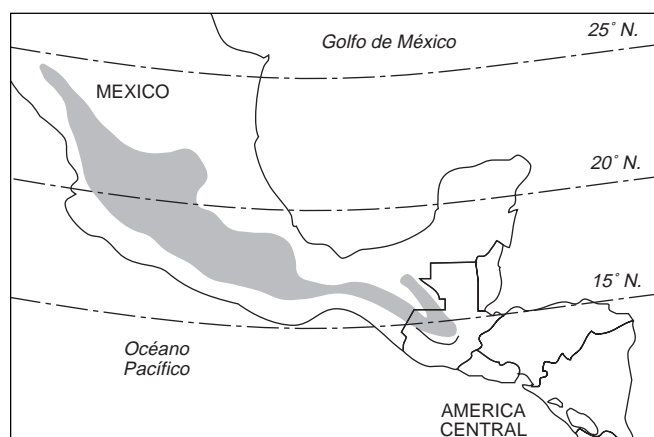 25° N.
Golfo de México
MEXICO
20° N.
15° N.
Océano
Pacífico
AMERICA
CENTRAL